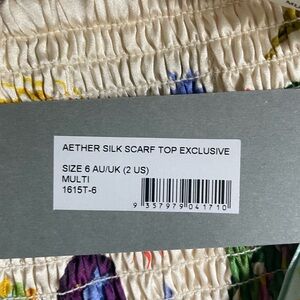 AETHER SILK SCARF TOP EXCLUSIVE
SIZE 6 AU/UK (2 US)
MULTI
1615T-6
9 357979 041710